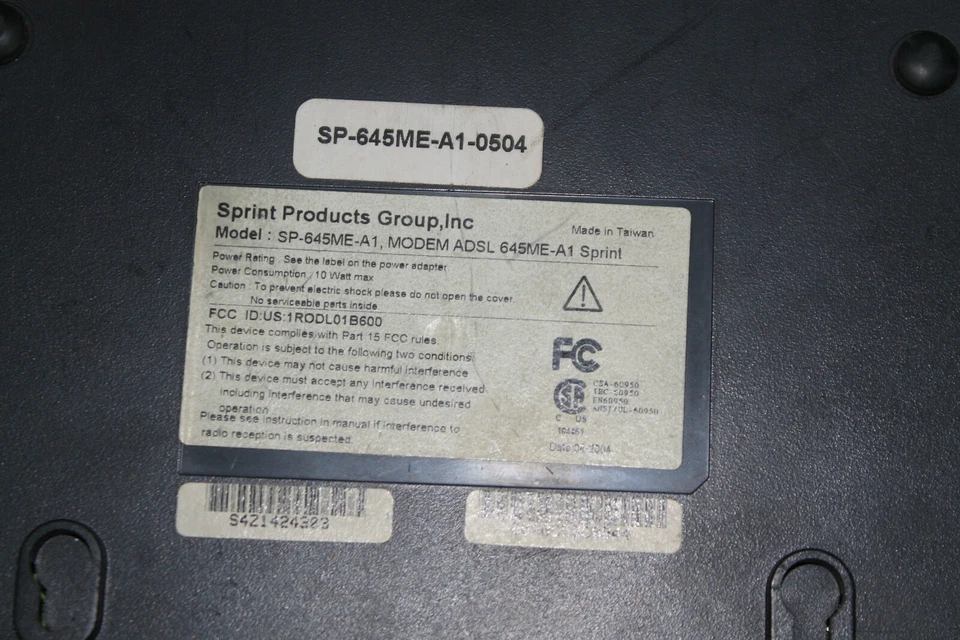 SP-645ME-A1-0504
Sprint Products Group,Inc
Made in Taiwan
Model : SP-645ME-A1, MODEM ADSL 645ME-A1 Sprint
Power Rating : See the label on the power adapter
Power Consumption : 10 Watt max
Caution : To prevent electric shock please do not open the cover.
No serviceable parts inside
FCC ID:US:1RODL01B600
This device complies with Part 15 FCC rules.
Operation is subject to the following two conditions:
(1) This device may not cause harmful interference
(2) This device must accept any interference received
including interference that may cause undesired
operation
Please see instruction in manual if interference to
radio reception is suspected.
FC
CSA-60950
EN60950
C US
Date
S421424303